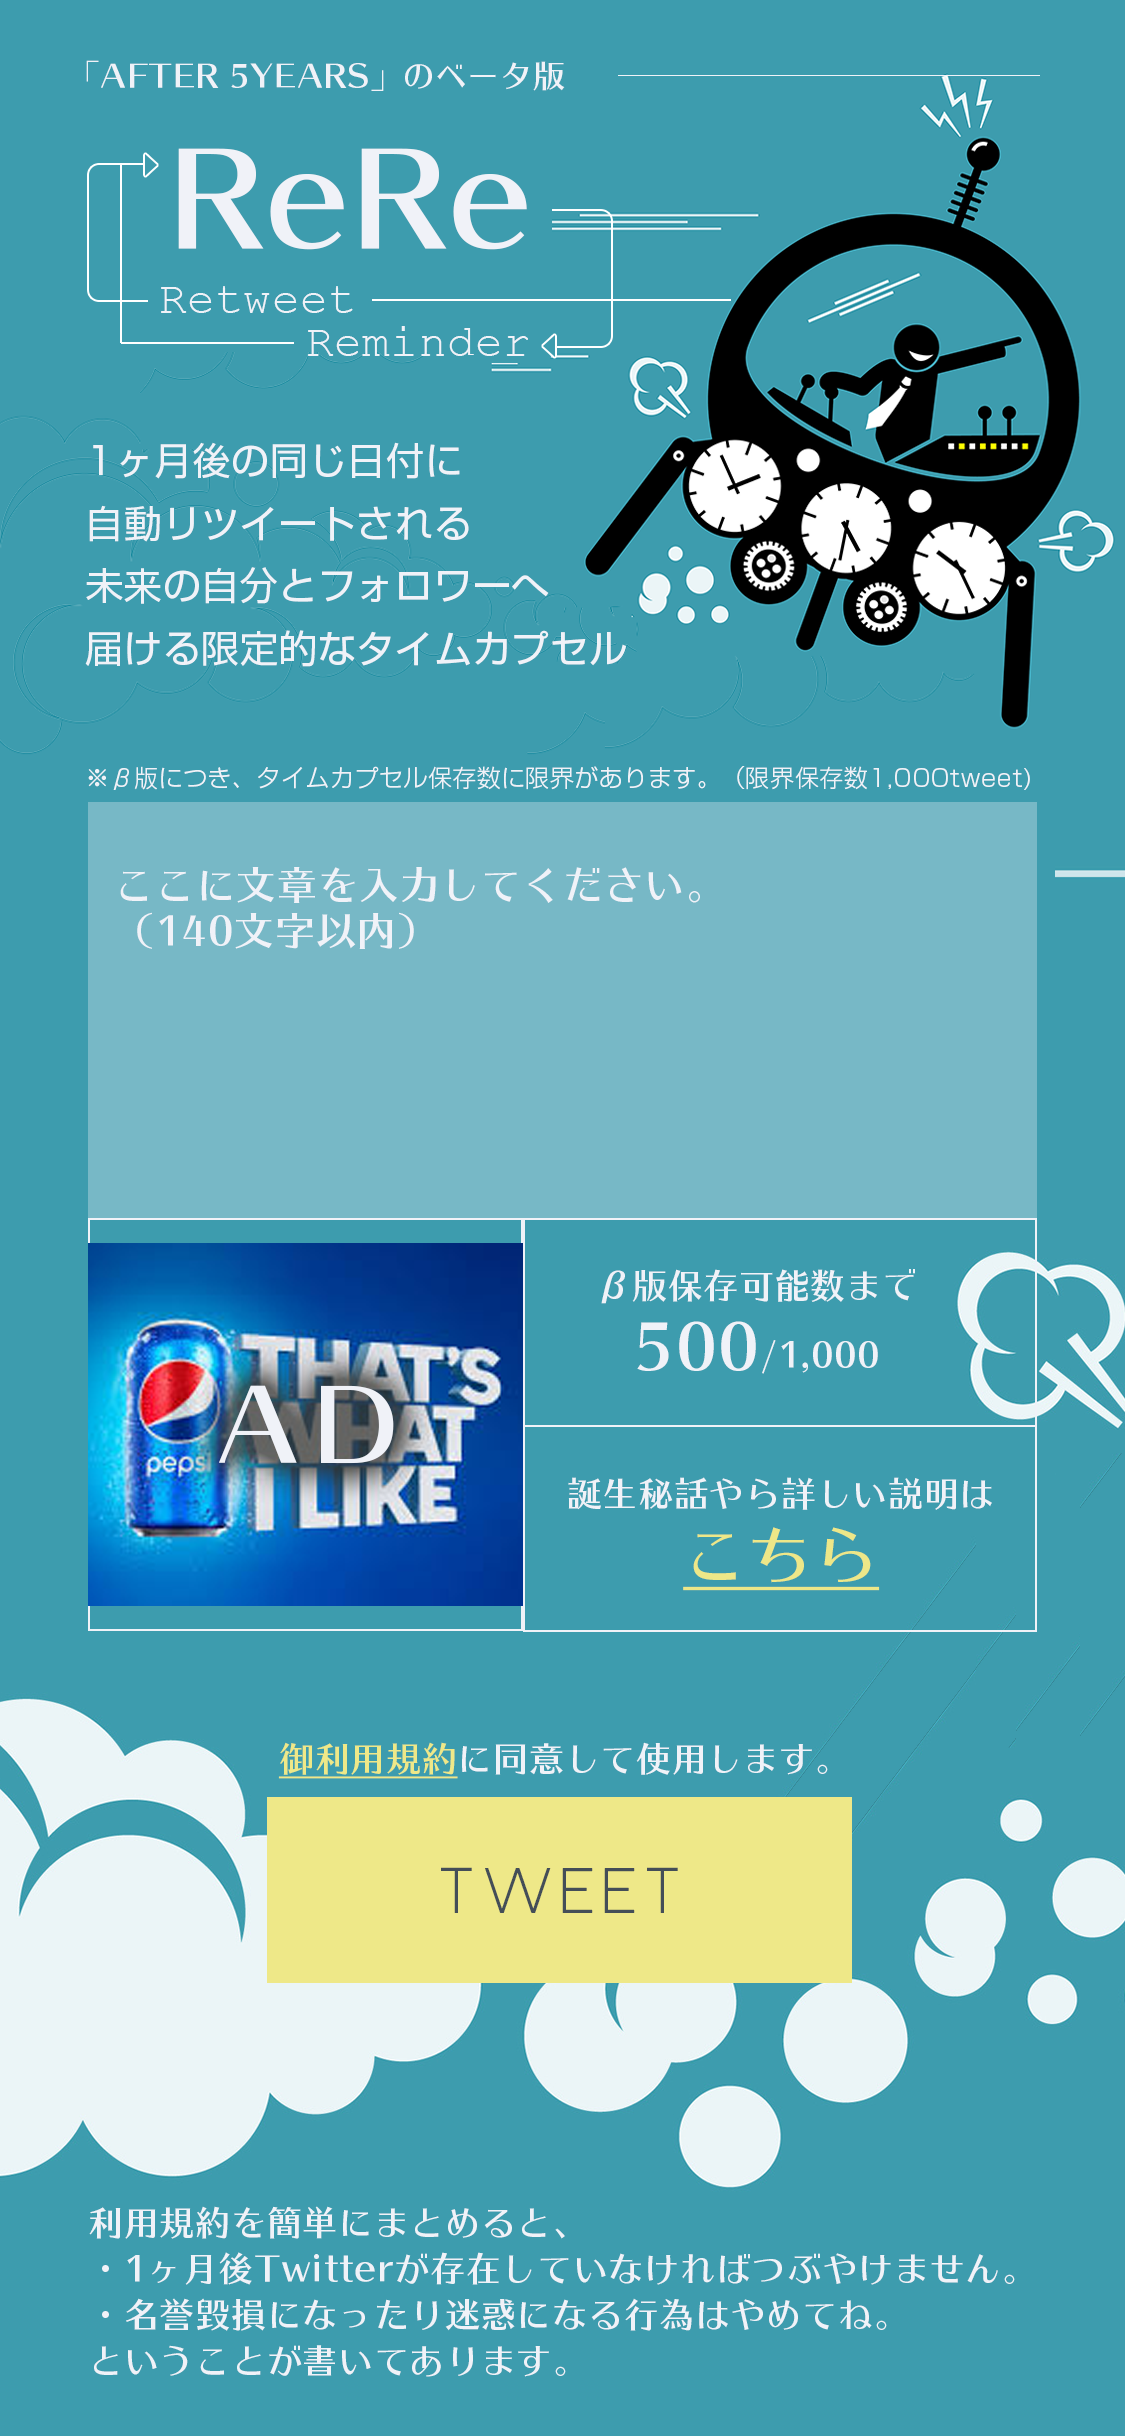 「AFTER 5YEARS」のベータ版
ReRe
Retweet
Reminder
1ヶ月後の同じ日付に
自動リツイートされる
未来の自分とフォロワーへ
届ける限定的なタイムカプセル
※β版につき、タイムカプセル保存数に限界があります。（限界保存数1,000tweet)
ここに文章を入力してください。
（140文字以内）
THAT'S
WHAT
I LIKE
pepsi
AD
β版保存可能数まで
500/1,000
誕生秘話やら詳しい説明は
こちら
御利用規約に同意して使用します。
TWEET
利用規約を簡単にまとめると、
・1ヶ月後Twitterが存在していなければつぶやけません。
・名誉毀損になったり迷惑になる行為はやめてね。
ということが書いてあります。